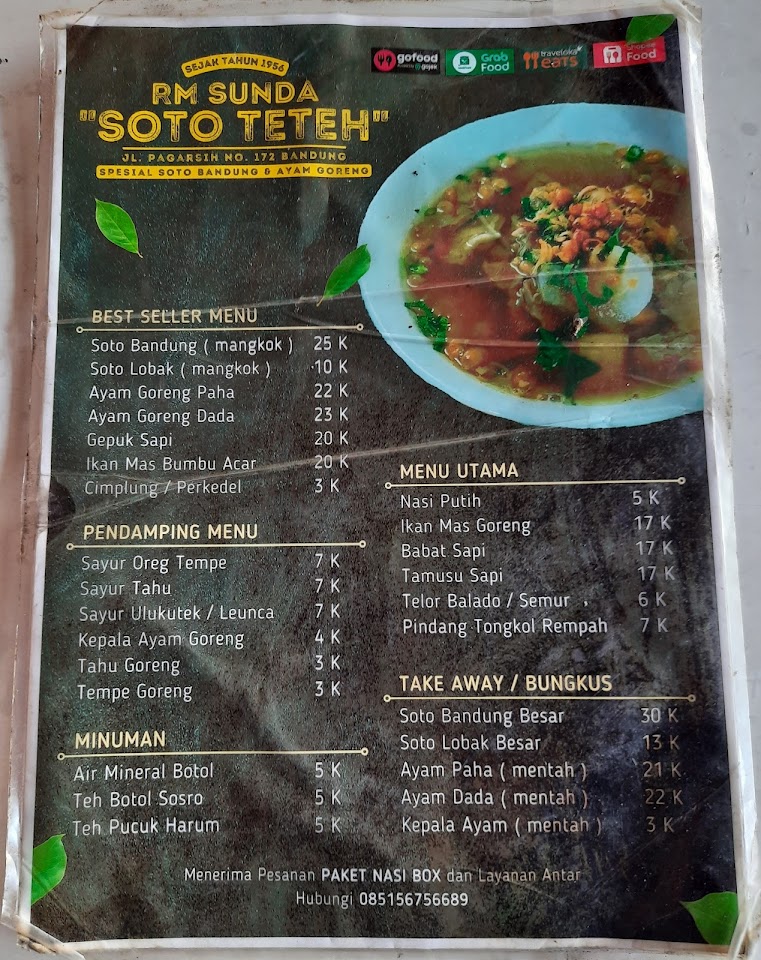 SEJAK TAHUN 1956
RM SUNDA
"SOTO TETEH"
JL. PAGARSIH NO. 172 BANDUNG
SPESIAL SOTO BANDUNG & AYAM GORENG
gofood
gojek
Grab
Food
traveloka
EATS
Shopee
Food
BEST SELLER MENU
Soto Bandung ( mangkok ) 25 K
Soto Lobak ( mangkok ) 10 K
Ayam Goreng Paha 22 K
Ayam Goreng Dada 23 K
Gepuk Sapi 20 K
Ikan Mas Bumbu Acar 20 K
Cimplung / Perkedel 3 K
PENDAMPING MENU
Sayur Oreg Tempe 7 K
Sayur Tahu 7 K
Sayur Ulukutek / Leunca 7 K
Kepala Ayam Goreng 4 K
Tahu Goreng 3 K
Tempe Goreng 3 K
MINUMAN
Air Mineral Botol 5 K
Teh Botol Sosro 5 K
Teh Pucuk Harum 5 K
MENU UTAMA
Nasi Putih 5 K
Ikan Mas Goreng 17 K
Babat Sapi 17 K
Tamusu Sapi 17 K
Telor Balado / Semur 6 K
Pindang Tongkol Rempah 7 K
TAKE AWAY / BUNGKUS
Soto Bandung Besar 30 K
Soto Lobak Besar 13 K
Ayam Paha ( mentah ) 21 K
Ayam Dada ( mentah ) 22 K
Kepala Ayam ( mentah ) 3 K
Menerima Pesanan PAKET NASI BOX dan Layanan Antar
Hubungi 085156756689